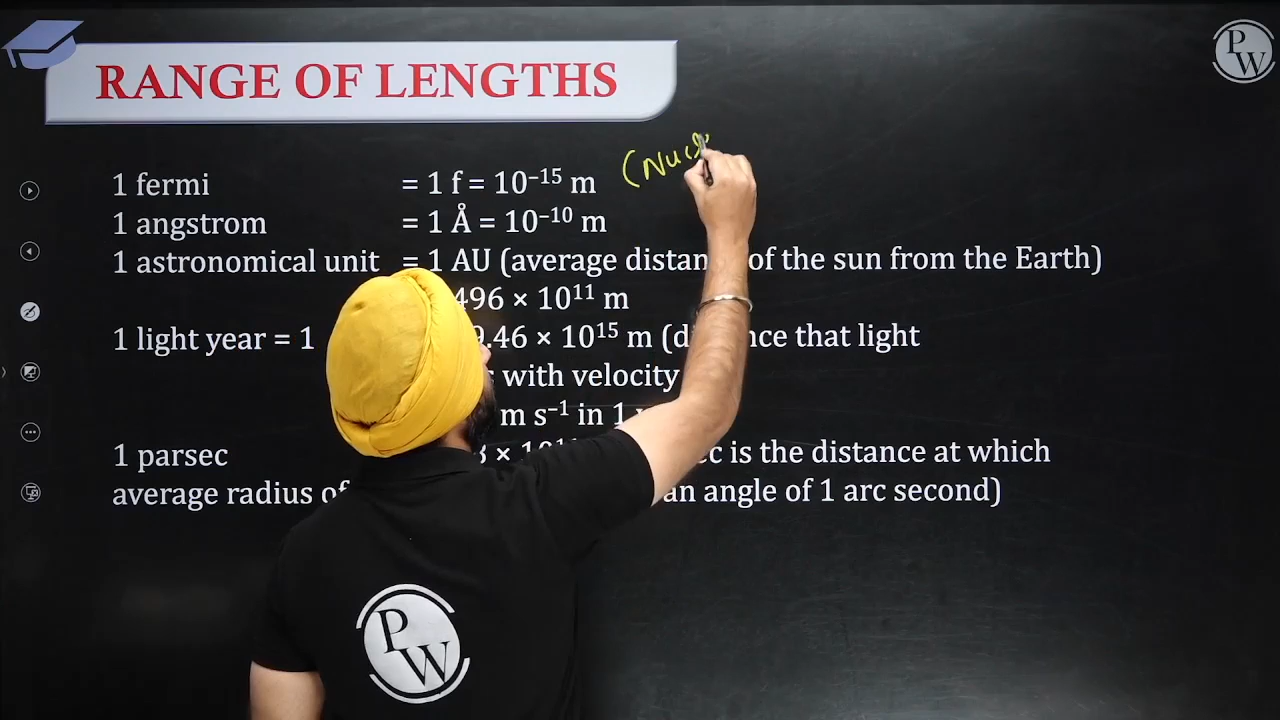 RANGE OF LENGTHS
P
W
1 fermi = 1 f = 10⁻¹⁵ m (Nucl
1 angstrom = 1 Å = 10⁻¹⁰ m
1 astronomical unit = 1 AU (average distan of the sun from the Earth)
496 × 10¹¹ m
1 light year = 1 9.46 × 10¹⁵ m (d nce that light
with velocity
m s⁻¹ in 1
1 parsec × is the distance at which
average radius of an angle of 1 arc second)
P
W